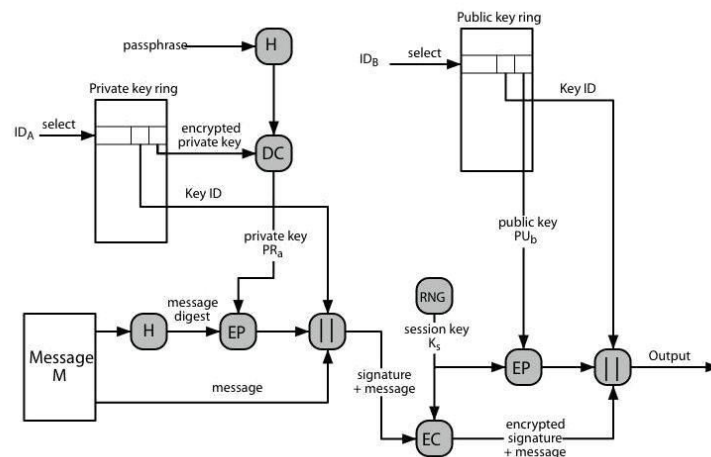 Public key ring
passphrase
H
ID_B
select
Private key ring
Key ID
ID_A
select
encrypted
private key
DC
Key ID
private key
PR_a
public key
PU_b
RNG
session key
K_s
Message
M
H
message
digest
EP
||
message
signature
+ message
EP
||
Output
EC
encrypted
signature
+ message